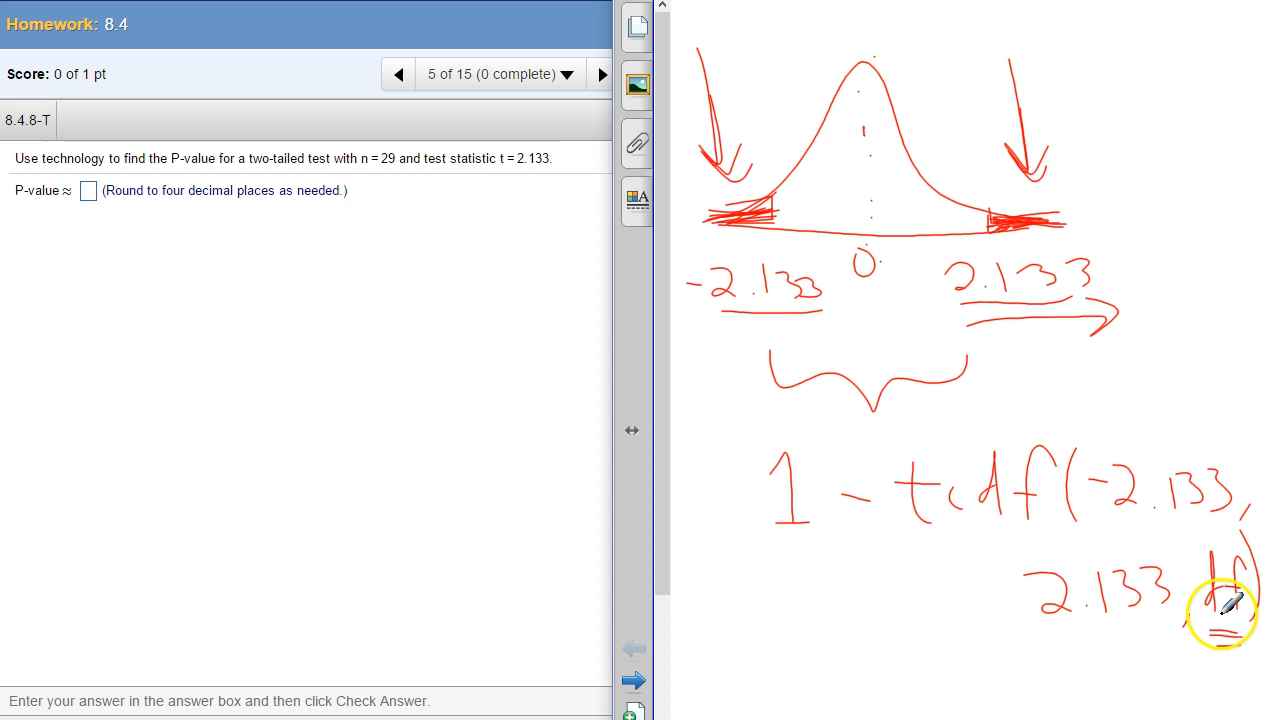 Homework: 8.4
Score: 0 of 1 pt
5 of 15 (0 complete)
8.4.8-T
Use technology to find the P-value for a two-tailed test with n = 29 and test statistic t = 2.133.
P-value ≈ (Round to four decimal places as needed.)
Enter your answer in the answer box and then click Check Answer.
0
-2.133
2.133
1 - tcdf(-2.133,
2.133, df)